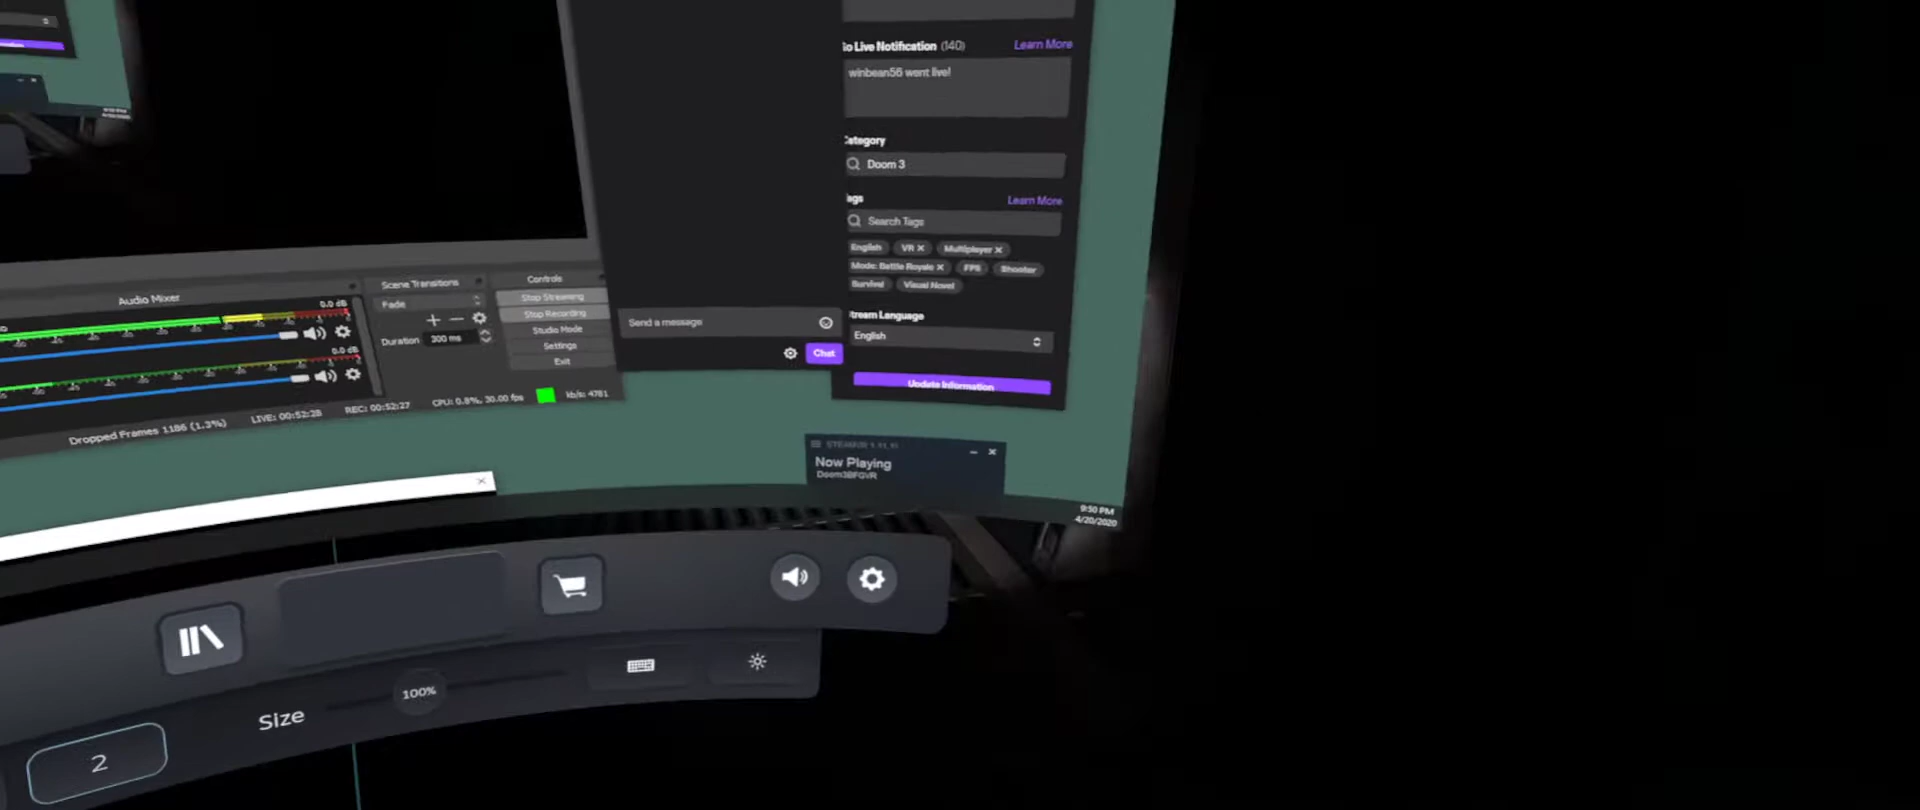 Go Live Notification (140)
Learn More
winbean56 went live!
Category
Doom 3
Tags
Learn More
Search Tags
English
VR
Multiplayer
Mode: Battle Royale
FPS
Shooter
Survival
Visual Novel
Stream Language
English
Update Information
Send a message
Chat
Audio Mixer
0.0 dB
0.0 dB
Scene Transitions
Fade
Duration
300 ms
Controls
Stop Streaming
Stop Recording
Studio Mode
Settings
Exit
Dropped Frames 1186 (1.3%)
LIVE: 00:52:28
REC: 00:52:27
CPU: 0.8%, 30.00 fps
kb/s: 4781
Now Playing
Doom3BFGVR
9:50 PM
4/20/2020
100%
Size
2